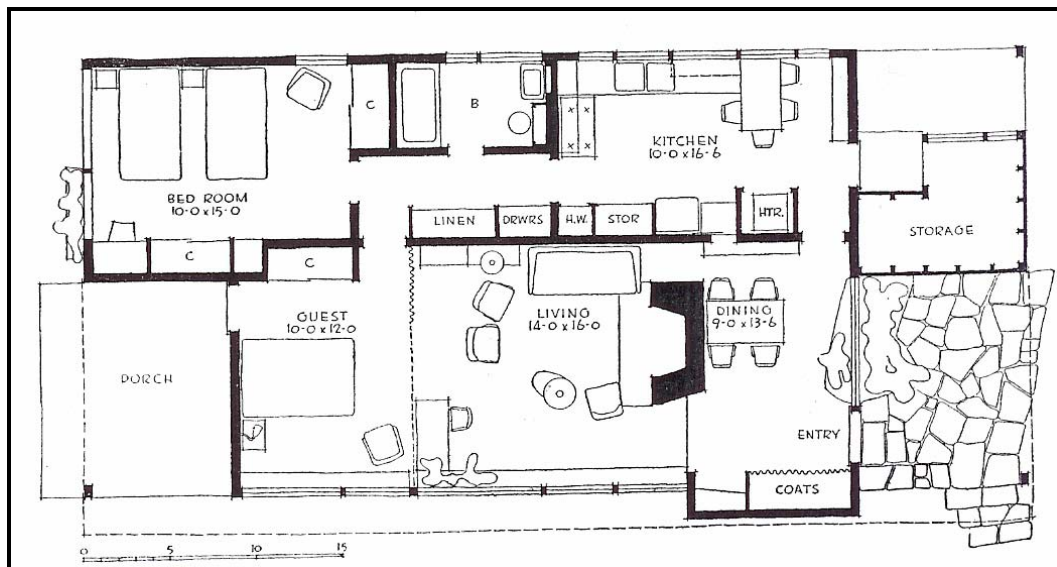 C
B
KITCHEN
10-0 x 16-6
BED ROOM
10-0 x 15-0
LINEN
DRWRS
H.W.
STOR
HTR.
STORAGE
C
C
GUEST
10-0 x 12-0
LIVING
14-0 x 16-0
DINING
9-0 x 13-6
PORCH
ENTRY
COATS
0 5 10 15